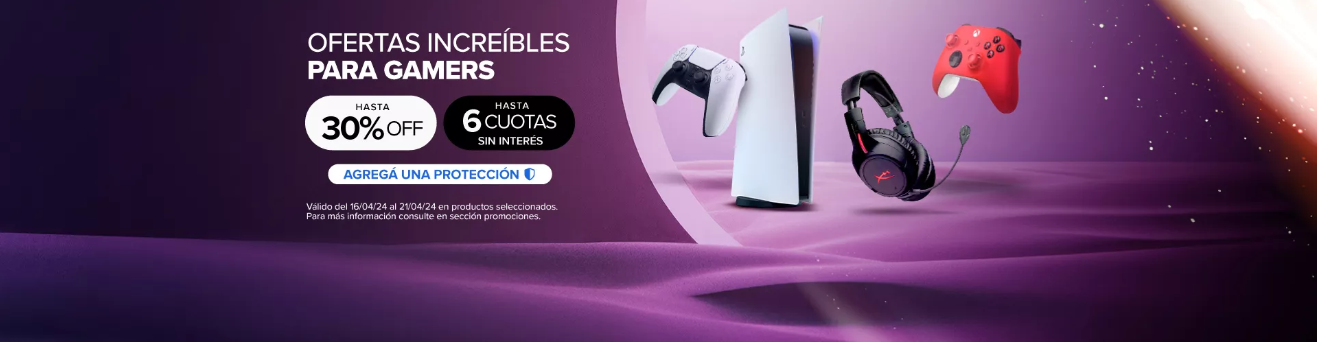 OFERTAS INCREÍBLES
PARA GAMERS
HASTA
30% OFF
HASTA
6 CUOTAS
SIN INTERÉS
AGREGÁ UNA PROTECCIÓN
Válido del 16/04/24 al 21/04/24 en productos seleccionados.
Para más información consulte en sección promociones.